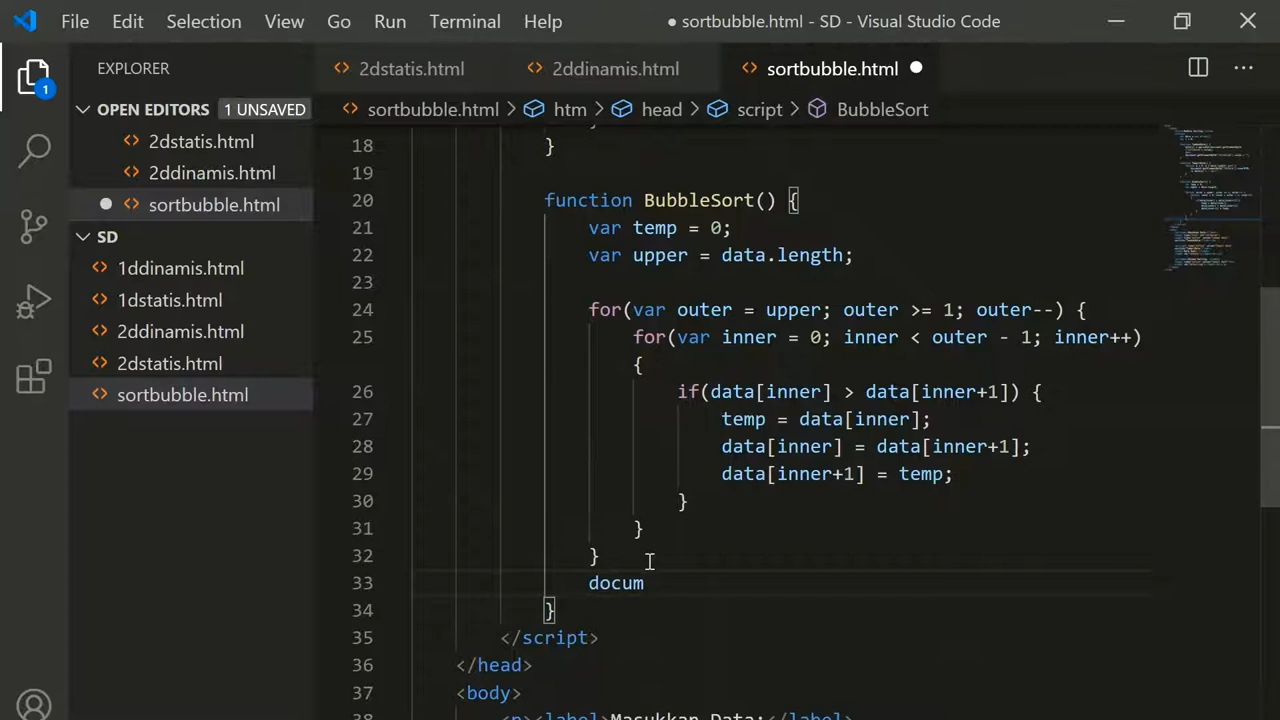 File Edit Selection View Go Run Terminal Help ● sortbubble.html - SD - Visual Studio Code
EXPLORER
2dstatis.html 2ddinamis.html sortbubble.html
OPEN EDITORS 1 UNSAVED
2dstatis.html
2ddinamis.html
sortbubble.html
SD
1ddinamis.html
1dstatis.html
2ddinamis.html
2dstatis.html
sortbubble.html
1
sortbubble.html > htm > head > script > BubbleSort
18 }
19
20 function BubbleSort() {
21 var temp = 0;
22 var upper = data.length;
23
24 for(var outer = upper; outer >= 1; outer--) {
25 for(var inner = 0; inner < outer - 1; inner++)
{
26 if(data[inner] > data[inner+1]) {
27 temp = data[inner];
28 data[inner] = data[inner+1];
29 data[inner+1] = temp;
30 }
31 }
32 }
33 docum
34 }
35 </script>
36 </head>
37 <body>
38 <p><label>Masukkan Data:</label>